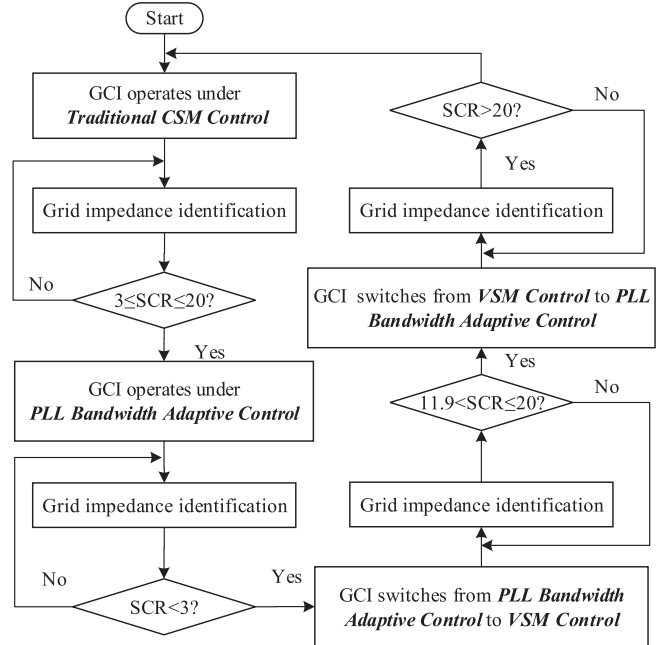 Start
GCI operates under
Traditional CSM Control
Grid impedance identification
No
3≤SCR≤20?
Yes
GCI operates under
PLL Bandwidth Adaptive Control
Grid impedance identification
No
SCR<3?
Yes
GCI switches from PLL Bandwidth
Adaptive Control to VSM Control
Grid impedance identification
11.9<SCR≤20?
No
Yes
GCI switches from VSM Control to PLL
Bandwidth Adaptive Control
Grid impedance identification
Yes
SCR>20?
No